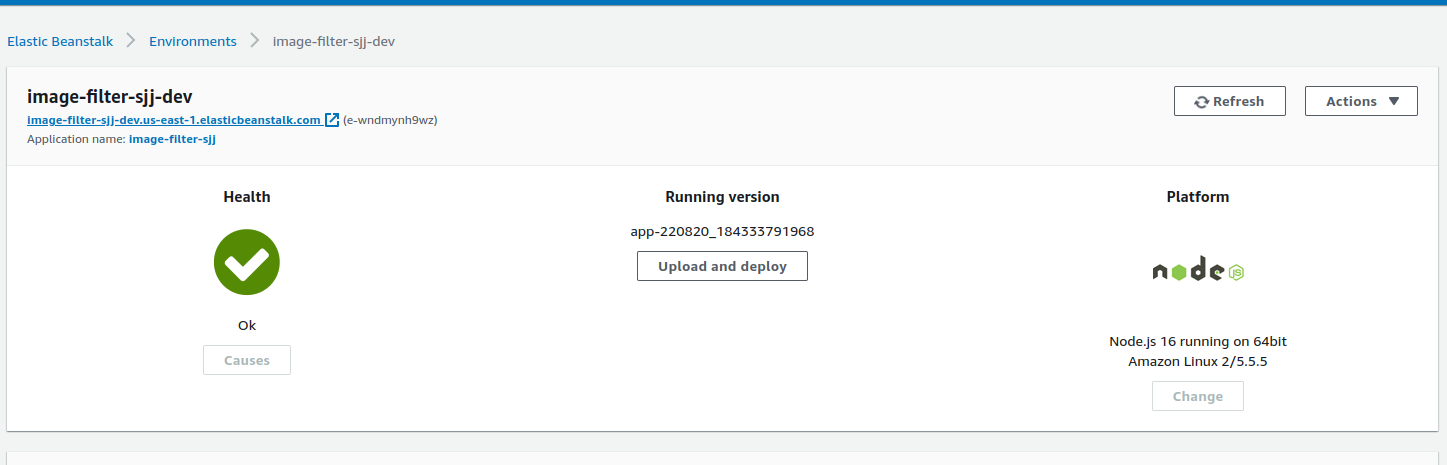 Elastic Beanstalk > Environments > image-filter-sjj-dev
image-filter-sjj-dev
Refresh
Actions
image-filter-sjj-dev.us-east-1.elasticbeanstalk.com (e-wndmynh9wz)
Application name: image-filter-sjj
Health
Ok
Causes
Running version
app-220820_184333791968
Upload and deploy
Platform
node JS
Node.js 16 running on 64bit
Amazon Linux 2/5.5.5
Change